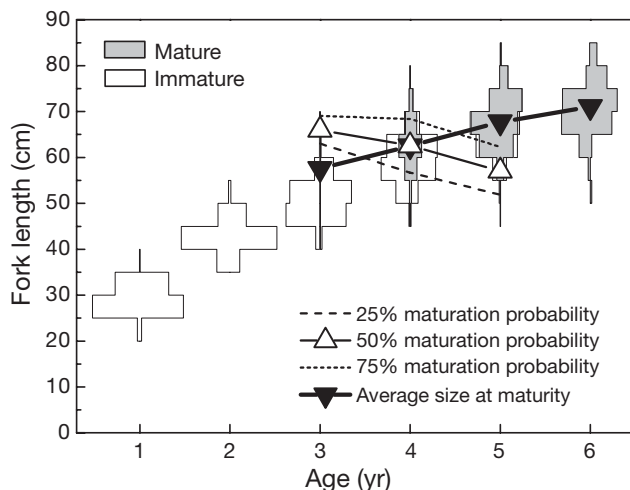 90
80
70
60
50
40
30
20
10
0
Fork length (cm)
Mature
Immature
25% maturation probability
50% maturation probability
75% maturation probability
Average size at maturity
1 2 3 4 5 6
Age (yr)